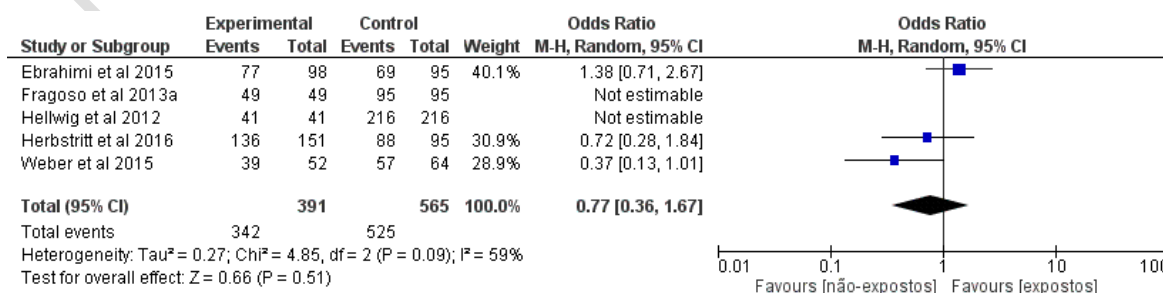 Experimental Control Odds Ratio Odds Ratio
Study or Subgroup Events Total Events Total Weight M-H, Random, 95% CI M-H, Random, 95% CI
Ebrahimi et al 2015 77 98 69 95 40.1% 1.38 [0.71, 2.67]
Fragoso et al 2013a 49 49 95 95 Not estimable
Hellwig et al 2012 41 41 216 216 Not estimable
Herbstritt et al 2016 136 151 88 95 30.9% 0.72 [0.28, 1.84]
Weber et al 2015 39 52 57 64 28.9% 0.37 [0.13, 1.01]
Total (95% CI) 391 565 100.0% 0.77 [0.36, 1.67]
Total events 342 525
Heterogeneity: Tau² = 0.27; Chi² = 4.85, df = 2 (P = 0.09); I² = 59%
Test for overall effect: Z = 0.66 (P = 0.51)
0.01 0.1 1 10 100
Favours [não-expostos] Favours [expostos]